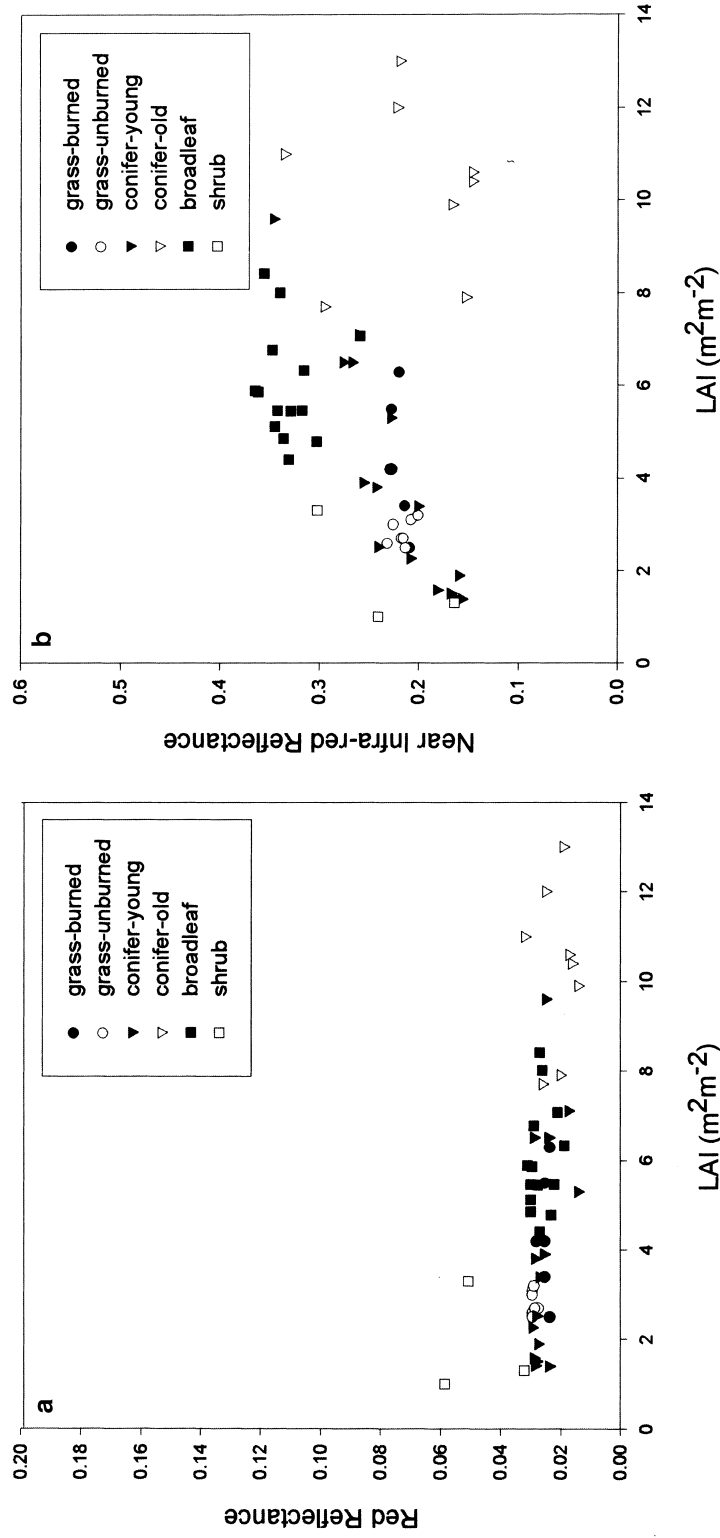 a
0.20
0.18
0.16
0.14
0.12
0.10
0.08
0.06
0.04
0.02
0.00
Red Reflectance
grass-burned
grass-unburned
conifer-young
conifer-old
broadleaf
shrub
0
2
4
6
8
10
12
14
LAI (m2m-2)
b
0.6
0.5
0.4
0.3
0.2
0.1
0.0
Near Infra-red Reflectance
grass-burned
grass-unburned
conifer-young
conifer-old
broadleaf
shrub
0
2
4
6
8
10
12
14
LAI (m2m-2)